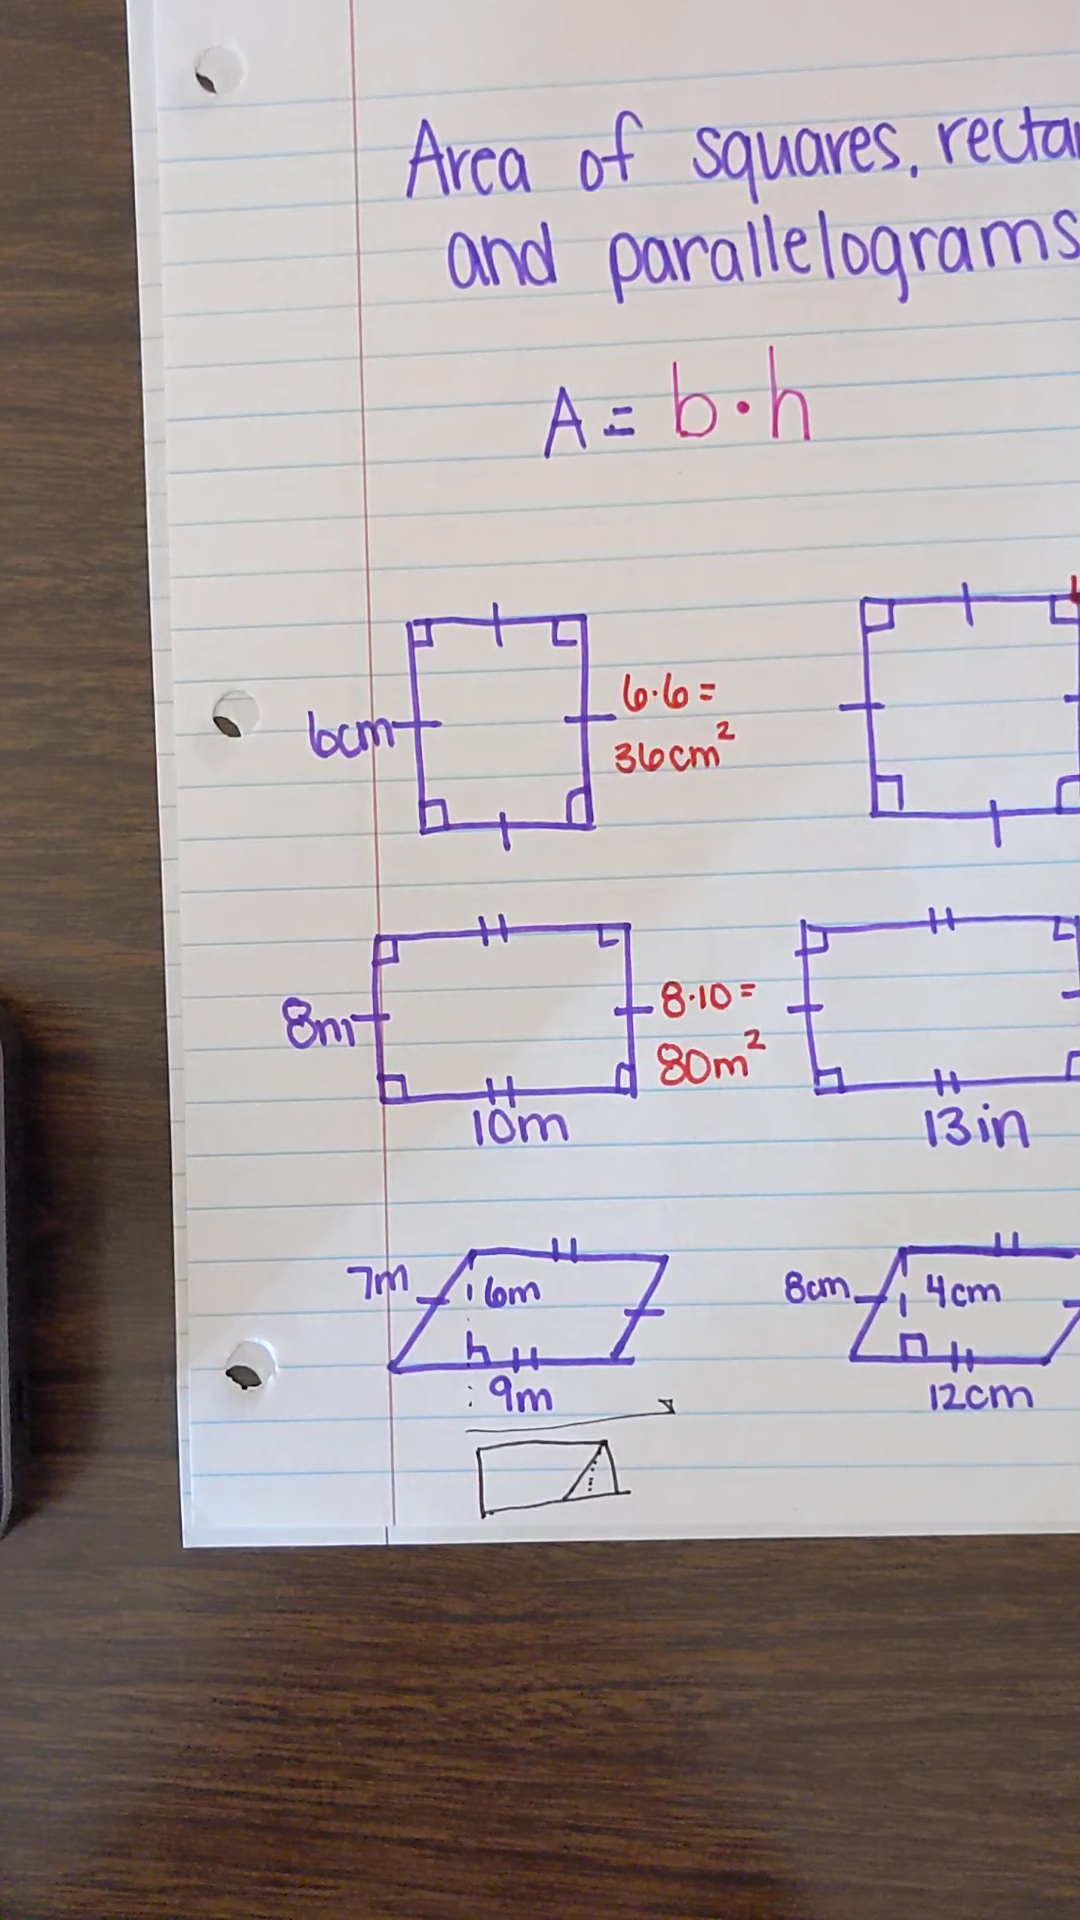 Area of squares,
and parallelograms
A = b·h
6cm
6·6=
36cm²
8m
8·10=
80m²
10m
13in
7m
6m
h
9m
8cm
4cm
12cm